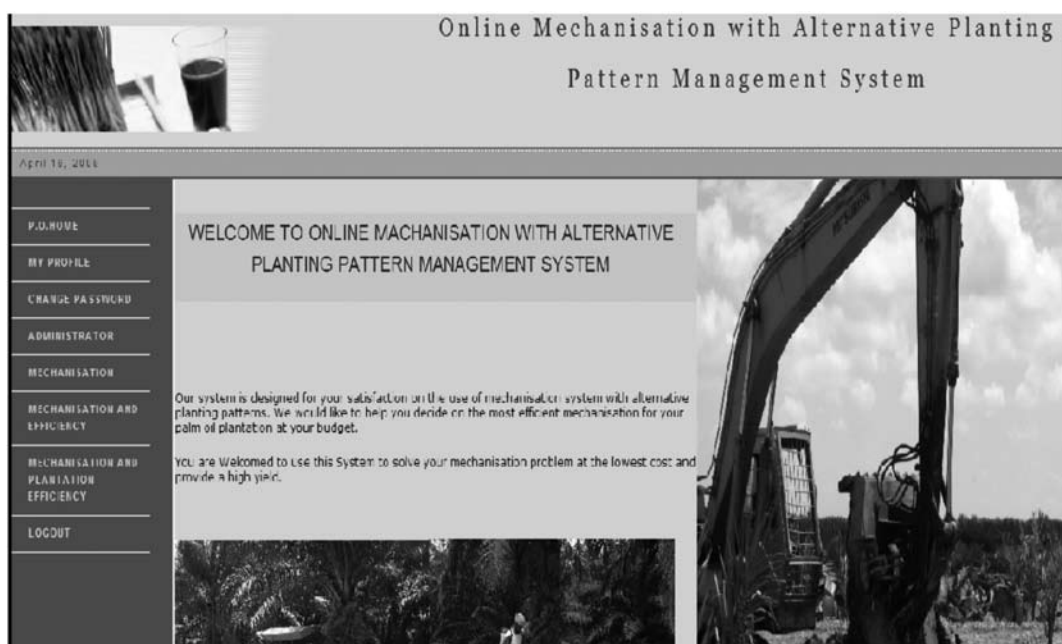 Online Mechanisation with Alternative Planting
Pattern Management System
April 16,
P.O.HOME
MY PROFILE
CHANGE PASSWORD
ADMINISTRATOR
MECHANISATION
MECHANISATION AND
EFFICIENCY
MECHANISATION AND
PLANTATION
EFFICIENCY
LOGOUT
WELCOME TO ONLINE MACHANISATION WITH ALTERNATIVE
PLANTING PATTERN MANAGEMENT SYSTEM
Our system is designed for your satisfaction on the use of mechanisation system with alternative
planting patterns. We would like to help you decide on the most efficient mechanisation for your
palm oil plantation at your budget.
You are Welcomed to use this System to solve your mechanisation problem at the lowest cost and
provide a high yield.